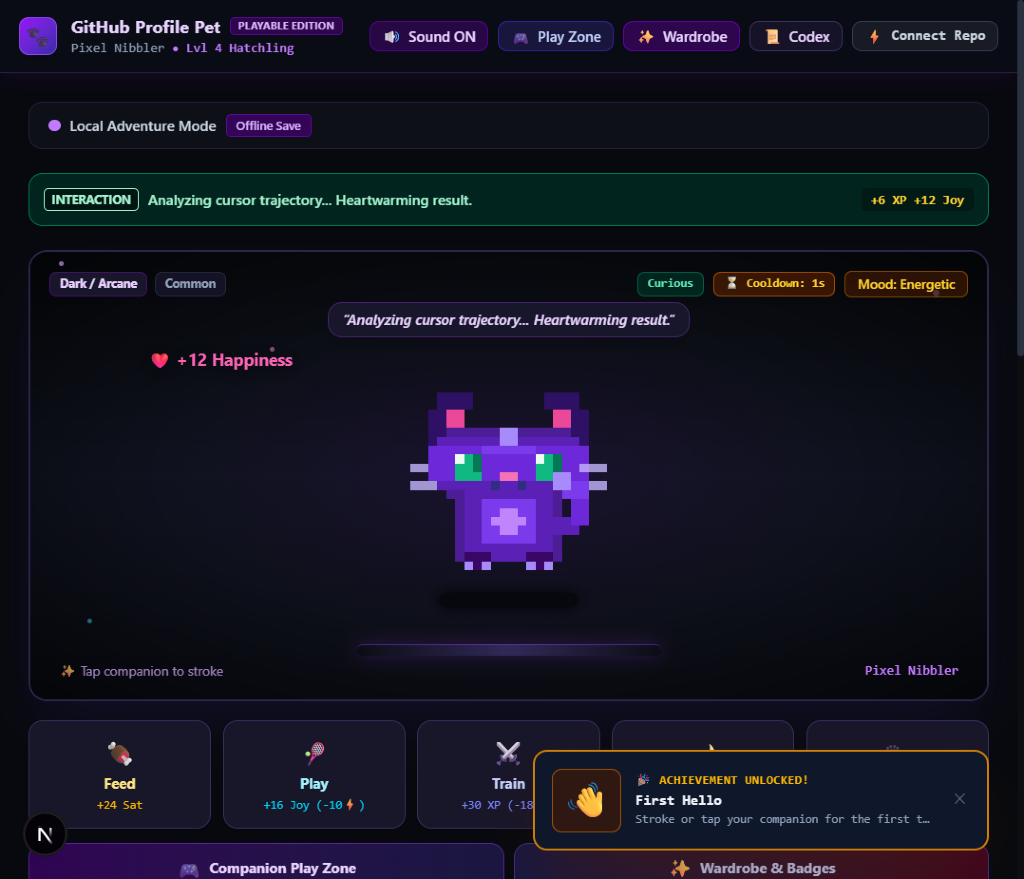 GitHub Profile Pet PLAYABLE EDITION
Pixel Nibbler • Lvl 4 Hatchling
Sound ON
Play Zone
Wardrobe
Codex
Connect Repo
Local Adventure Mode Offline Save
INTERACTION Analyzing cursor trajectory... Heartwarming result. +6 XP +12 Joy
Dark / Arcane Common Curious Cooldown: 1s Mood: Energetic
"Analyzing cursor trajectory... Heartwarming result."
+12 Happiness
Tap companion to stroke
Pixel Nibbler
Feed
+24 Sat
Play
+16 Joy (-10⚡)
Train
+30 XP (-18
ACHIEVEMENT UNLOCKED!
First Hello
Stroke or tap your companion for the first t…
N
Companion Play Zone
Wardrobe & Badges